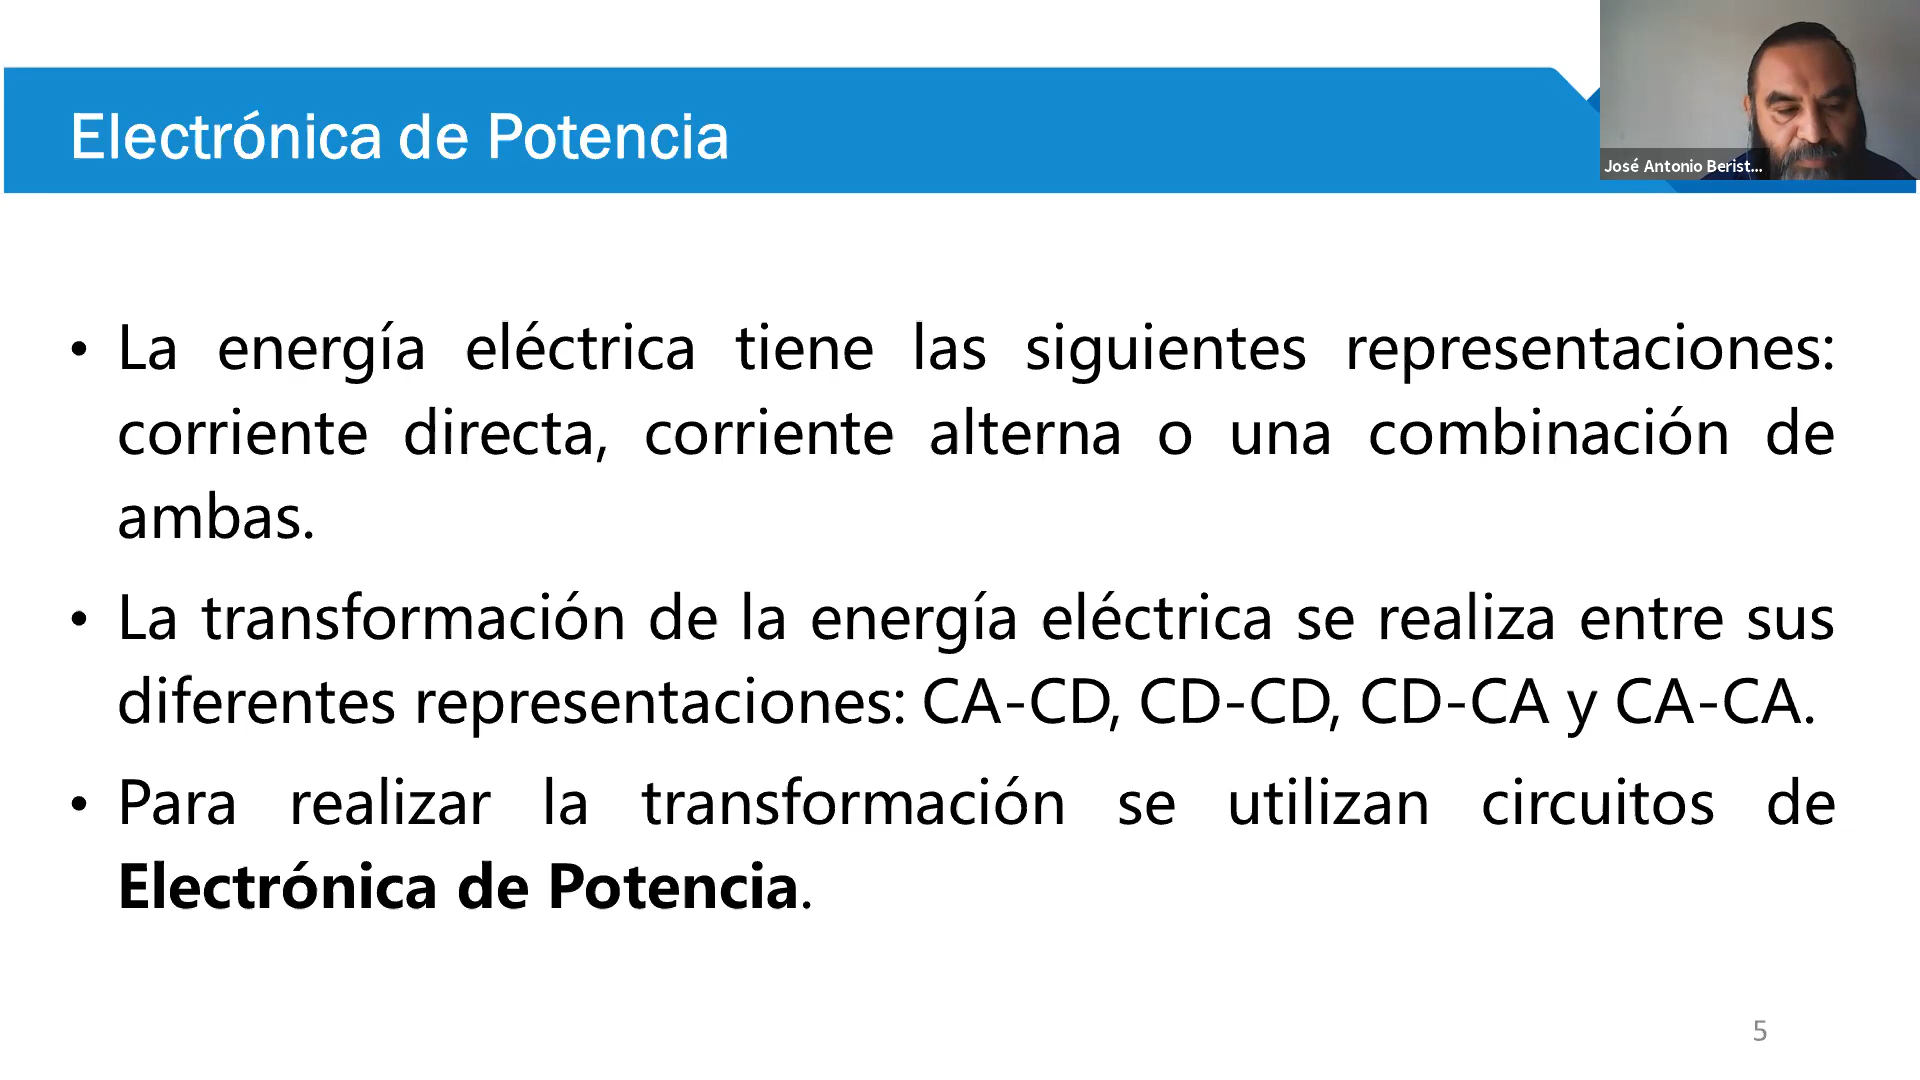 Electrónica de Potencia
José Antonio Berist...
• La energía eléctrica tiene las siguientes representaciones:
corriente directa, corriente alterna o una combinación de
ambas.
• La transformación de la energía eléctrica se realiza entre sus
diferentes representaciones: CA-CD, CD-CD, CD-CA y CA-CA.
• Para realizar la transformación se utilizan circuitos de
Electrónica de Potencia.
5